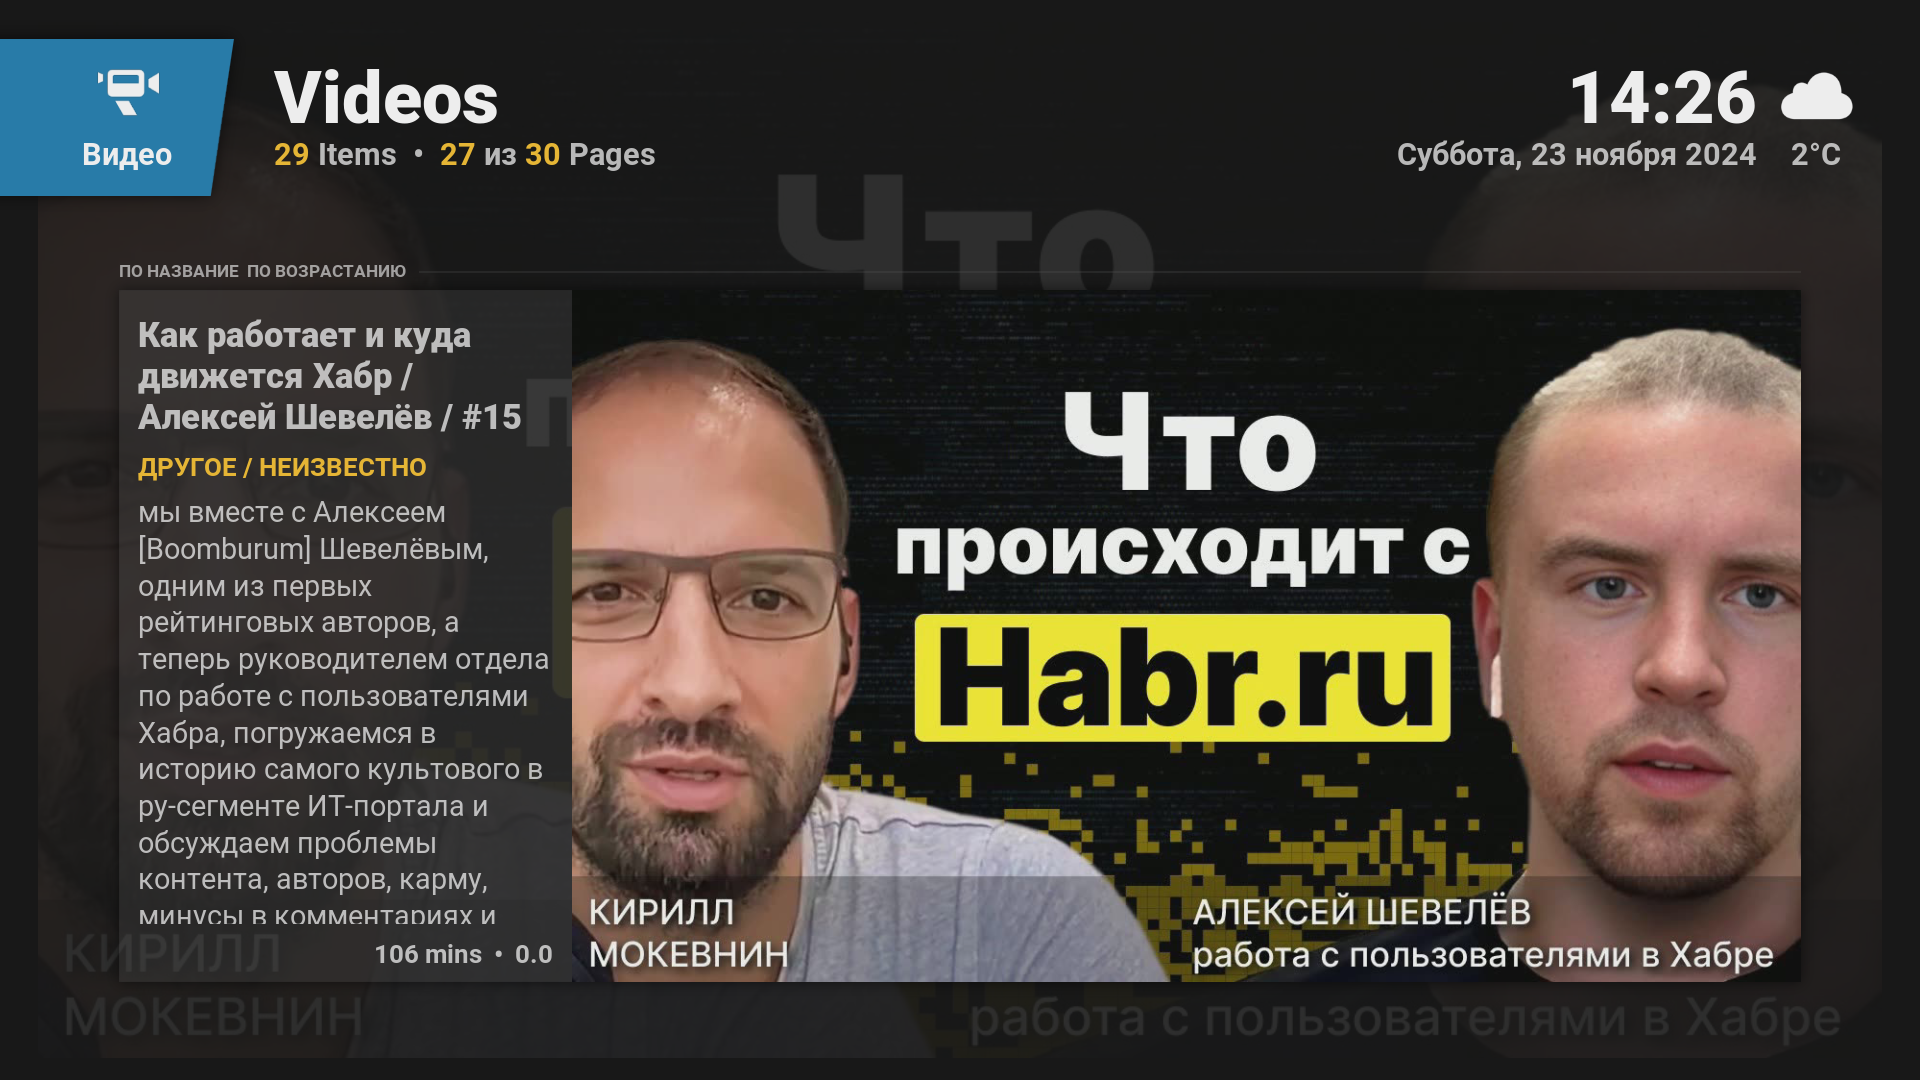 Видео
Videos
29 Items • 27 из 30 Pages
14:26
Суббота, 23 ноября 2024 2°C
ПО НАЗВАНИЕ ПО ВОЗРАСТАНИЮ
Как работает и куда
движется Хабр /
Алексей Шевелёв / #15
ДРУГОЕ / НЕИЗВЕСТНО
мы вместе с Алексеем
[Boomburum] Шевелёвым,
одним из первых
рейтинговых авторов, а
теперь руководителем отдела
по работе с пользователями
Хабра, погружаемся в
историю самого культового в
ру-сегменте ИТ-портала и
обсуждаем проблемы
контента, авторов, карму,
минусы в комментариях и
106 mins • 0.0
Что
происходит с
Habr.ru
КИРИЛЛ
МОКЕВНИН
АЛЕКСЕЙ ШЕВЕЛЁВ
работа с пользователями в Хабре
Что
КИРИЛЛ
МОКЕВНИН
работа с пользователями в Хабре